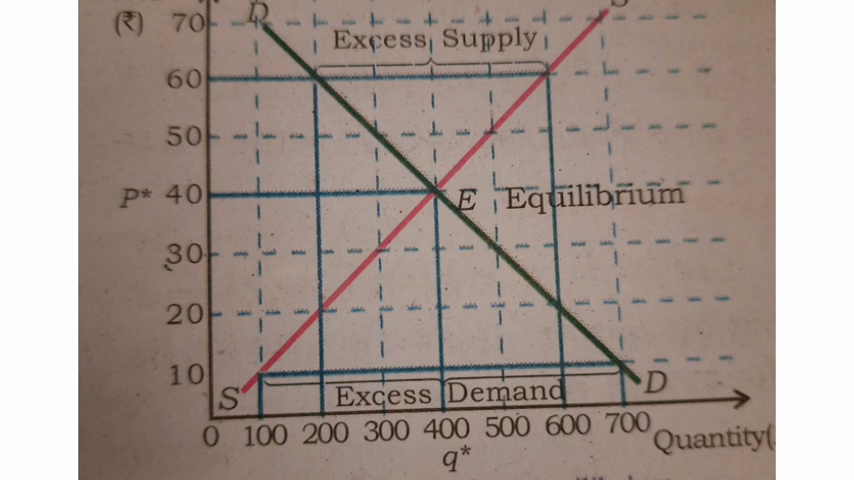 D
S
(₹) 70
Excess Supply
60
50
P* 40 E Equilibrium
30
20
10
S Excess Demand D
0 100 200 300 400 500 600 700 Quantity(
q*